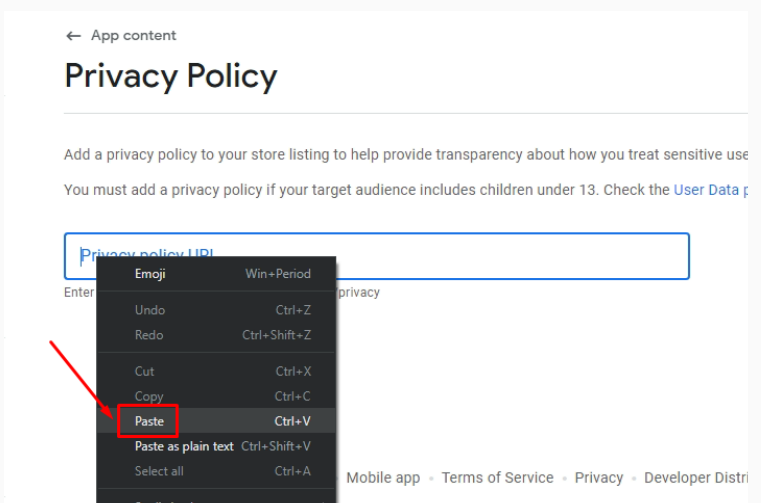 ← App content
Privacy Policy
Add a privacy policy to your store listing to help provide transparency about how you treat sensitive use
You must add a privacy policy if your target audience includes children under 13. Check the User Data p
Privacy policy URL
Enter
/privacy
Emoji Win+Period
Undo Ctrl+Z
Redo Ctrl+Shift+Z
Cut Ctrl+X
Copy Ctrl+C
Paste Ctrl+V
Paste as plain text Ctrl+Shift+V
Select all Ctrl+A
Mobile app Terms of Service Privacy Developer Distri